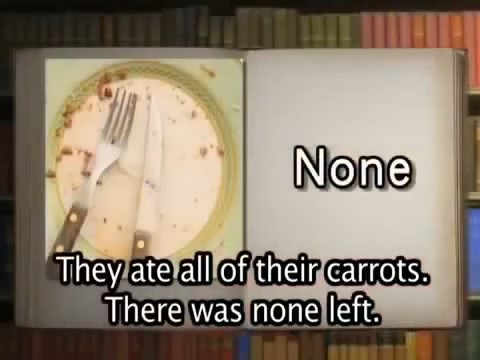 None
They ate all of their carrots.
There was none left.